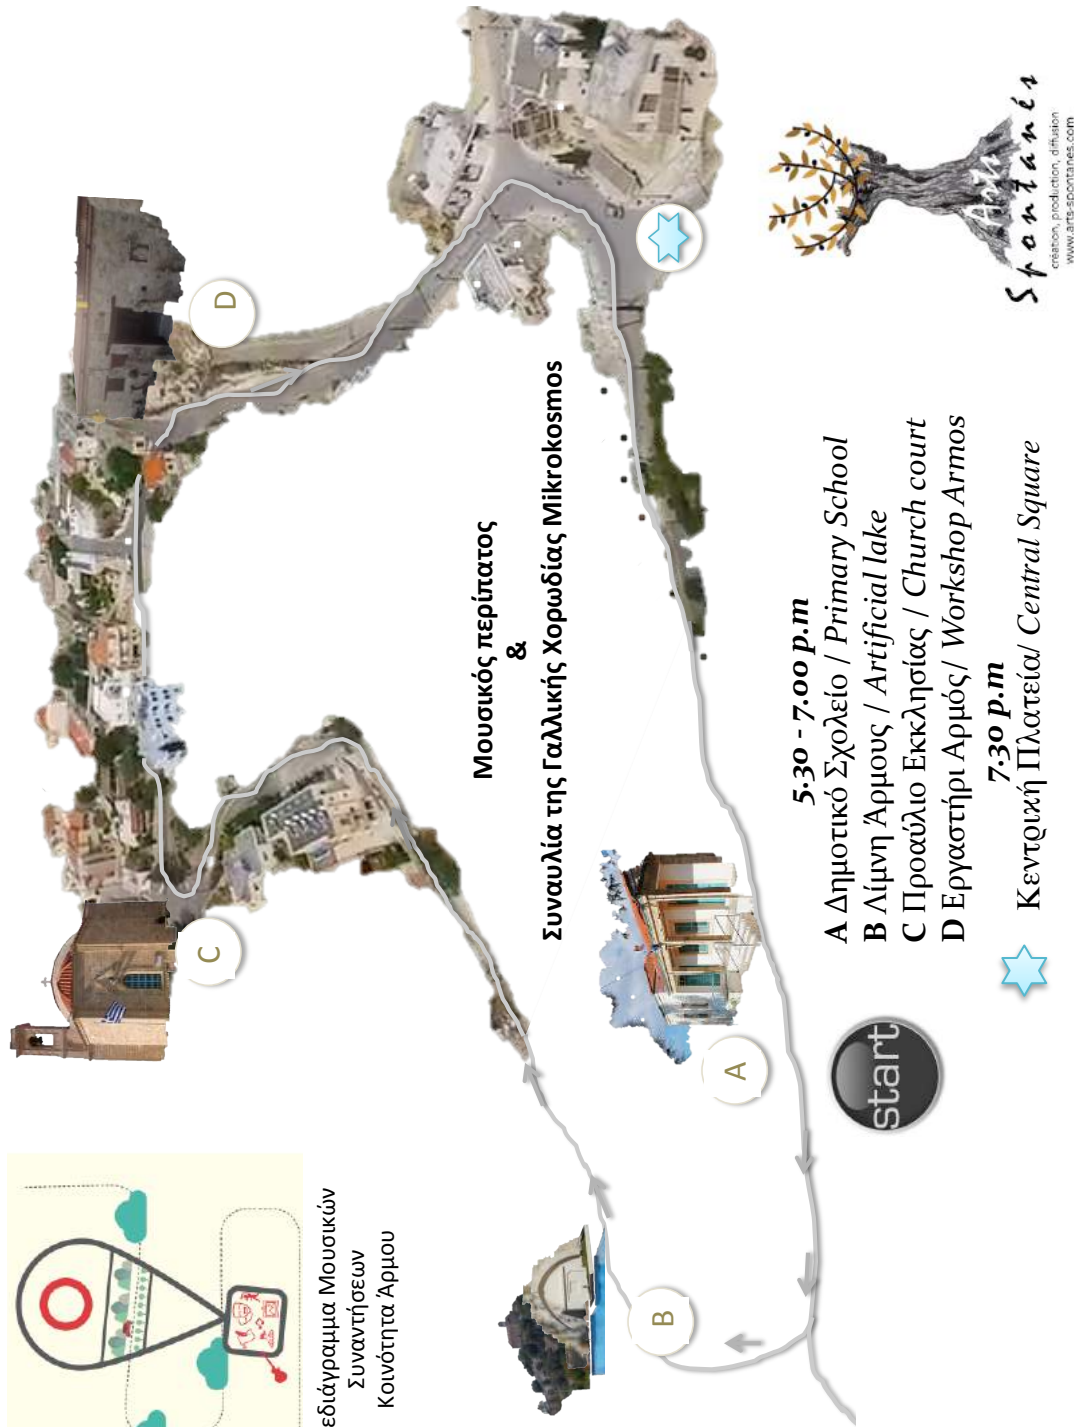 εδιάγραμμα Μουσικών
Συναντήσεων
Κοινότητα Άρμου
Μουσικός περίπατος
&
Συναυλία της Γαλλικής Χορωδίας Mikrokosmos
A
B
C
D
start
5.30 - 7.00 p.m
A Δημοτικό Σχολείο / Primary School
B Λίμνη Άρμους / Artificial lake
C Προαύλιο Εκκλησίας / Church court
D Εργαστήρι Αρμός/ Workshop Armos
7.30 p.m
Κεντρική Πλατεία/ Central Square
Arts
Spontanés
création, production, diffusion
www.arts-spontanes.com